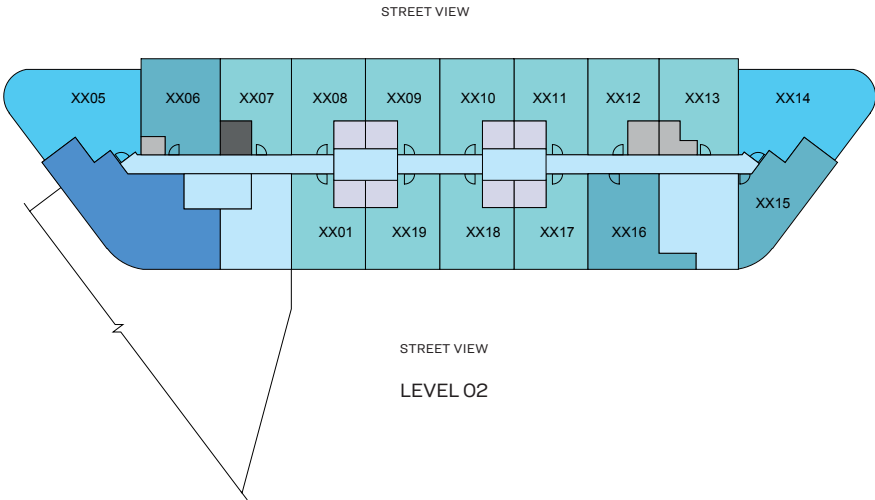 STREET VIEW
XX05
XX06
XX07
XX08
XX09
XX10
XX11
XX12
XX13
XX14
XX15
XX01
XX19
XX18
XX17
XX16
STREET VIEW
LEVEL 02